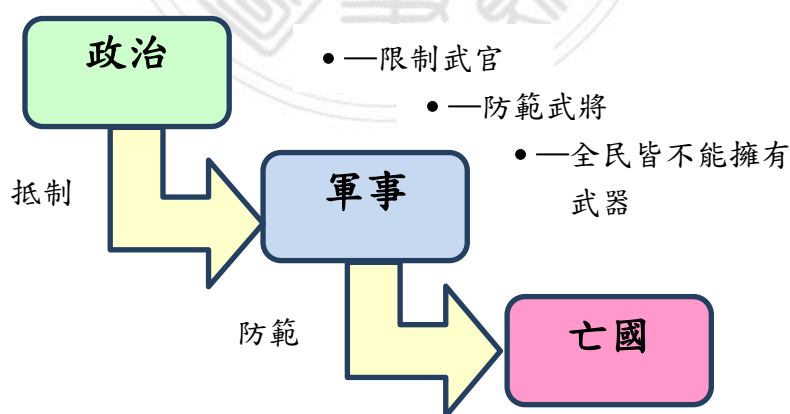 政治
• —限制武官
• —防範武將
• —全民皆不能擁有
武器
抵制
軍事
防範
亡國